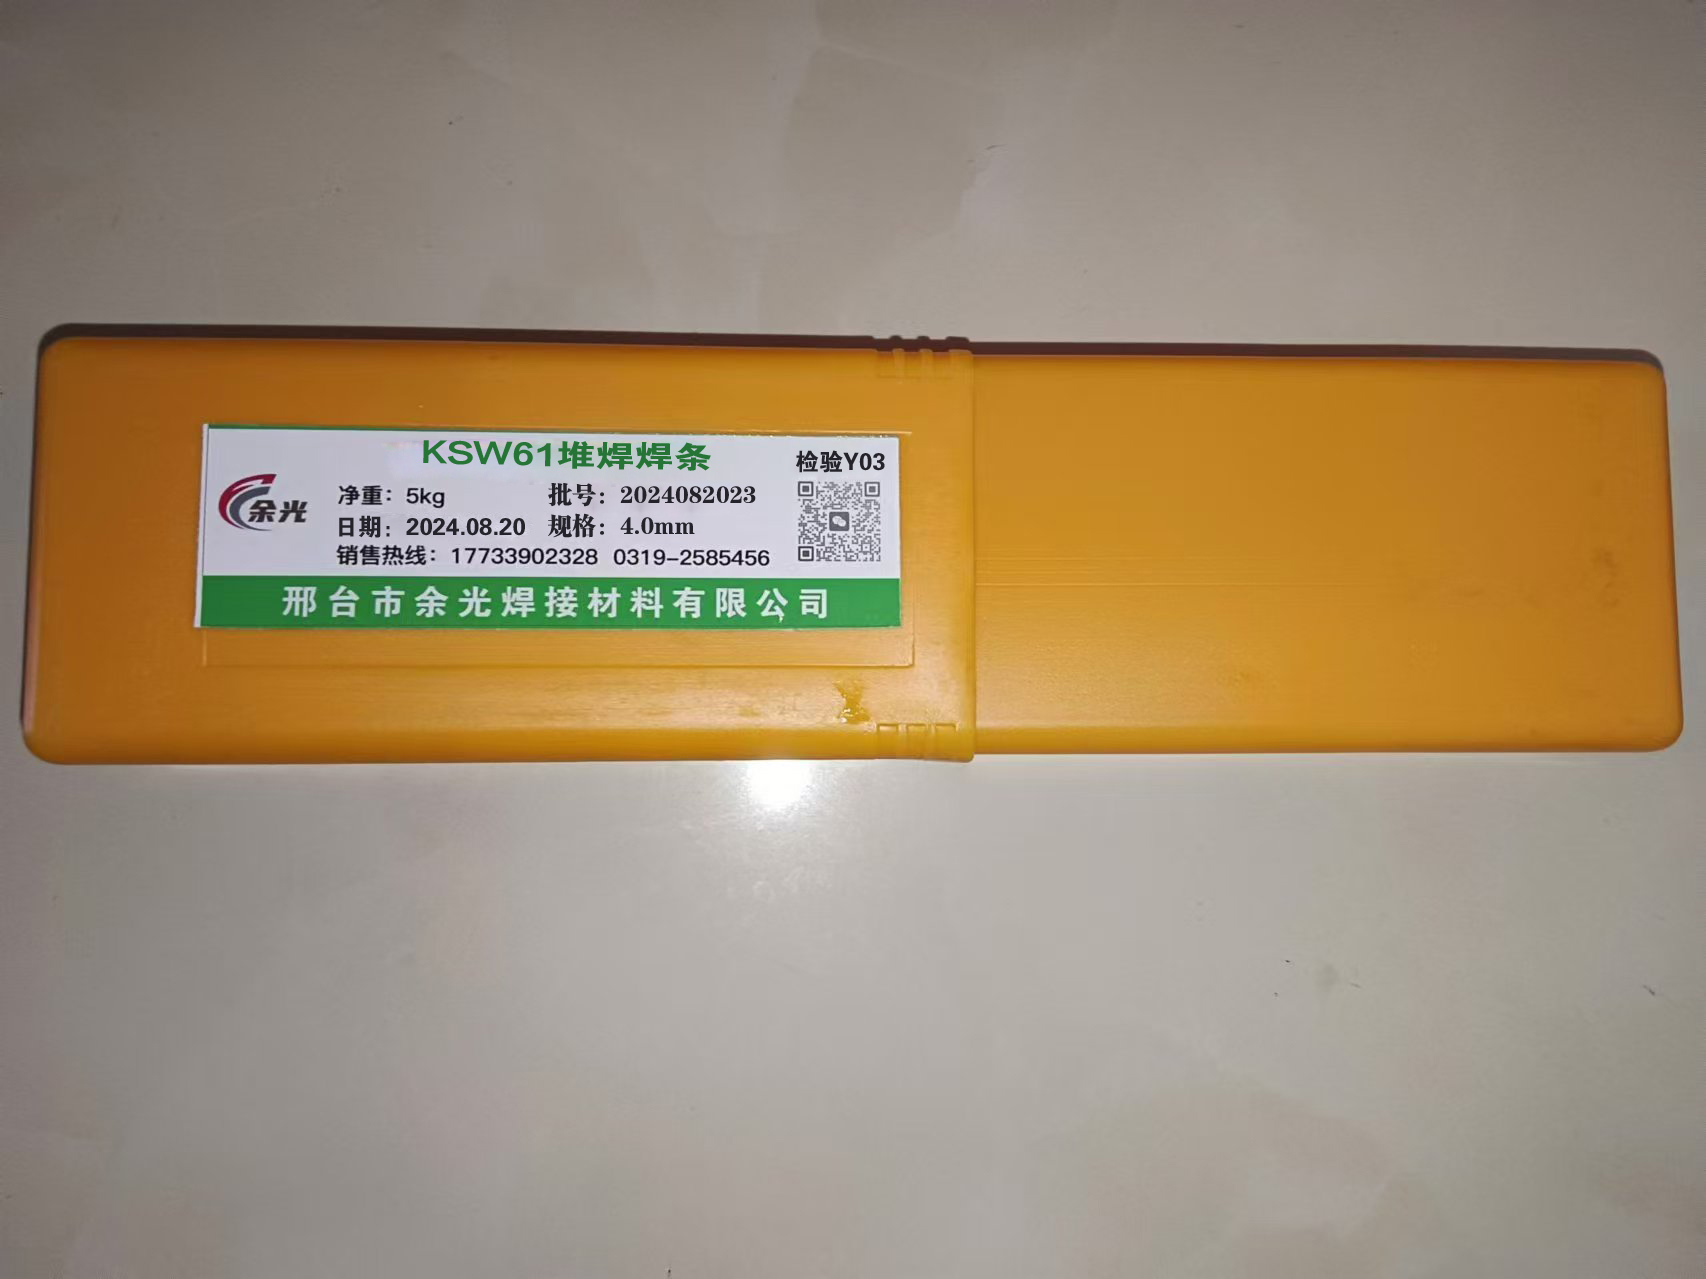 KSW61堆焊焊条
检验Y03
余光
净重：5kg 批号：2024082023
日期：2024.08.20 规格：4.0mm
销售热线：17733902328 0319-2585456
邢台市余光焊接材料有限公司